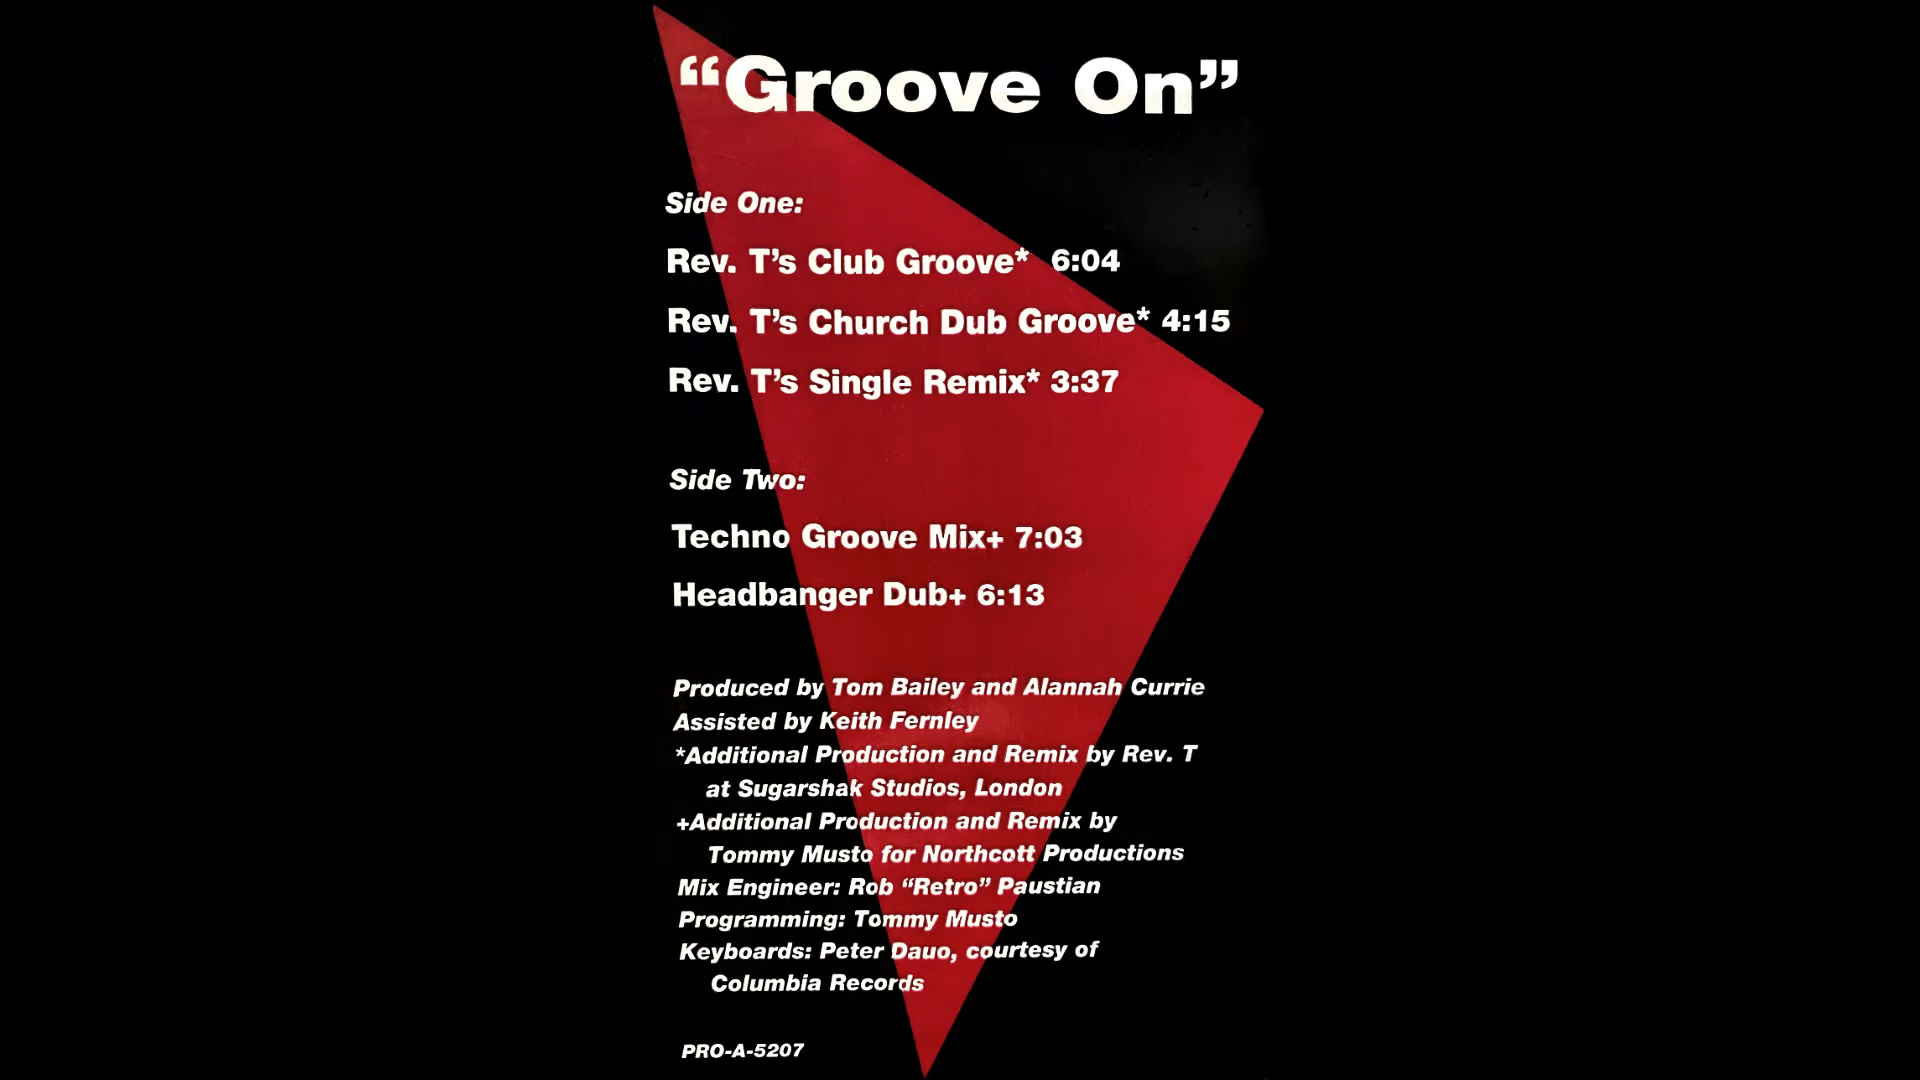 “Groove On”
Side One:
Rev. T’s Club Groove* 6:04
Rev. T’s Church Dub Groove* 4:15
Rev. T’s Single Remix* 3:37
Side Two:
Techno Groove Mix+ 7:03
Headbanger Dub+ 6:13
Produced by Tom Bailey and Alannah Currie
Assisted by Keith Fernley
*Additional Production and Remix by Rev. T
at Sugarshak Studios, London
+Additional Production and Remix by
Tommy Musto for Northcott Productions
Mix Engineer: Rob “Retro” Paustian
Programming: Tommy Musto
Keyboards: Peter Dauo, courtesy of
Columbia Records
PRO-A-5207